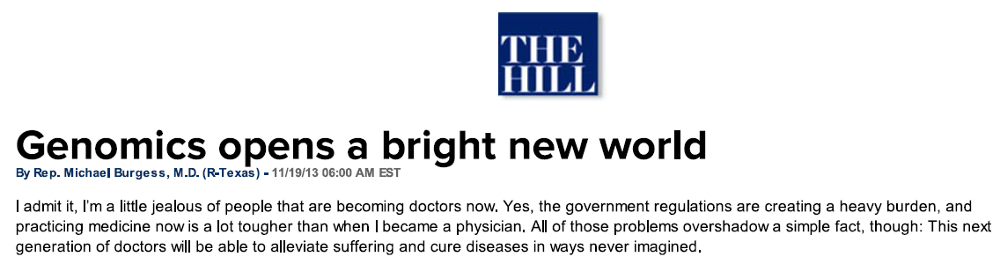 THE
HILL
Genomics opens a bright new world
By Rep. Michael Burgess, M.D. (R-Texas) - 11/19/13 06:00 AM EST
I admit it, I'm a little jealous of people that are becoming doctors now. Yes, the government regulations are creating a heavy burden, and
practicing medicine now is a lot tougher than when I became a physician. All of those problems overshadow a simple fact, though: This next
generation of doctors will be able to alleviate suffering and cure diseases in ways never imagined.